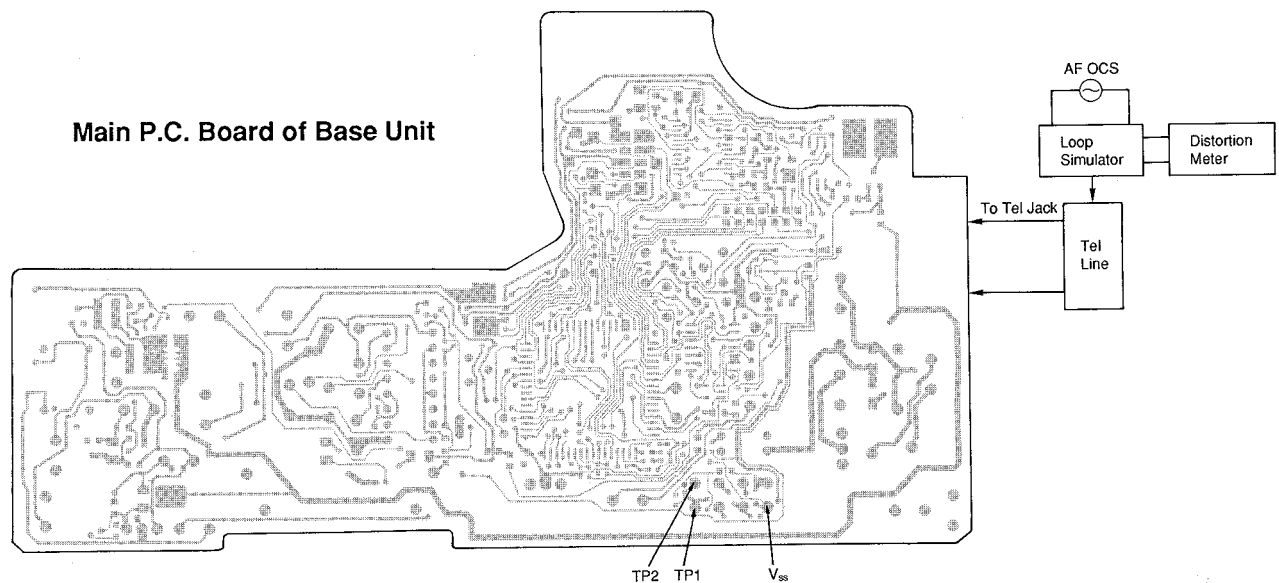 Main P.C. Board of Base Unit
AF OCS
Loop
Simulator
Distortion
Meter
To Tel Jack
Tel
Line
TP2
TP1
Vss